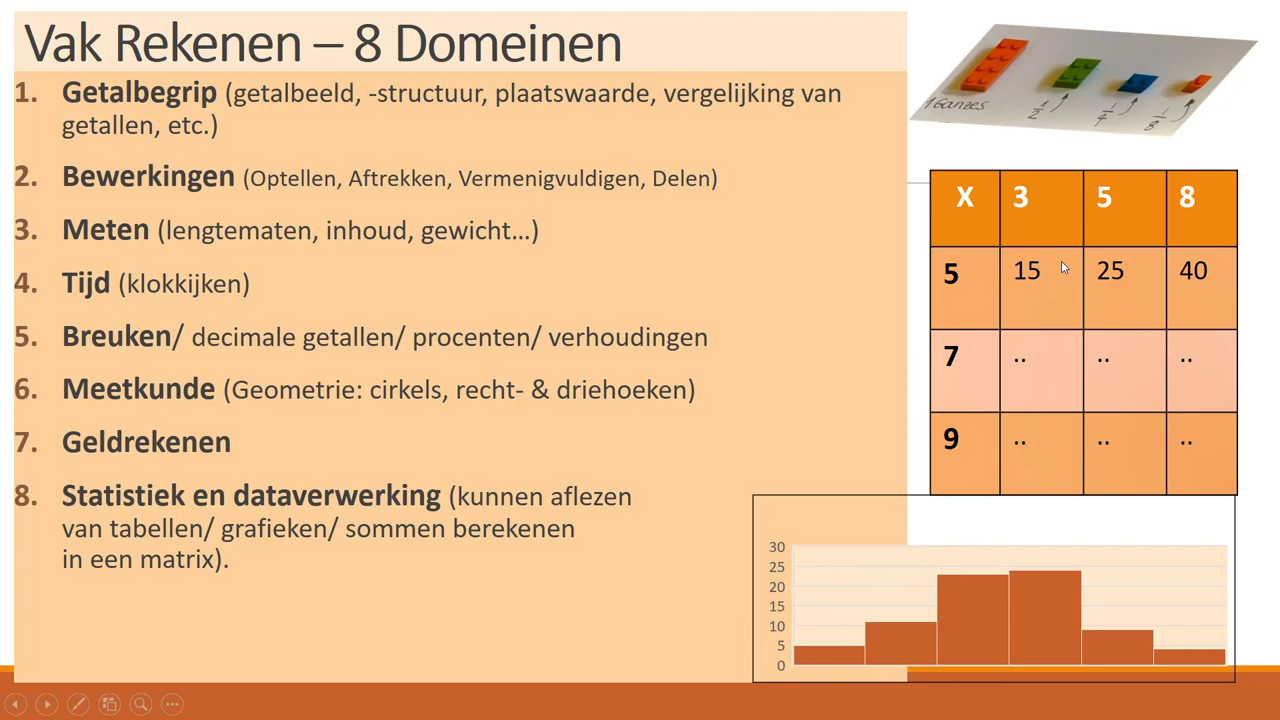 Vak Rekenen – 8 Domeinen
1. Getalbegrip (getalbeeld, -structuur, plaatswaarde, vergelijking van
getallen, etc.)
2. Bewerkingen (Optellen, Aftrekken, Vermenigvuldigen, Delen)
3. Meten (lengtematen, inhoud, gewicht...)
4. Tijd (klokkijken)
5. Breuken/ decimale getallen/ procenten/ verhoudingen
6. Meetkunde (Geometrie: cirkels, recht- & driehoeken)
7. Geldrekenen
8. Statistiek en dataverwerking (kunnen aflezen
van tabellen/ grafieken/ sommen berekenen
in een matrix).
1 Ganzes 1/2 1/4 1/8
X 3 5 8
5 15 25 40
7 .. .. ..
9 .. .. ..
30
25
20
15
10
5
0